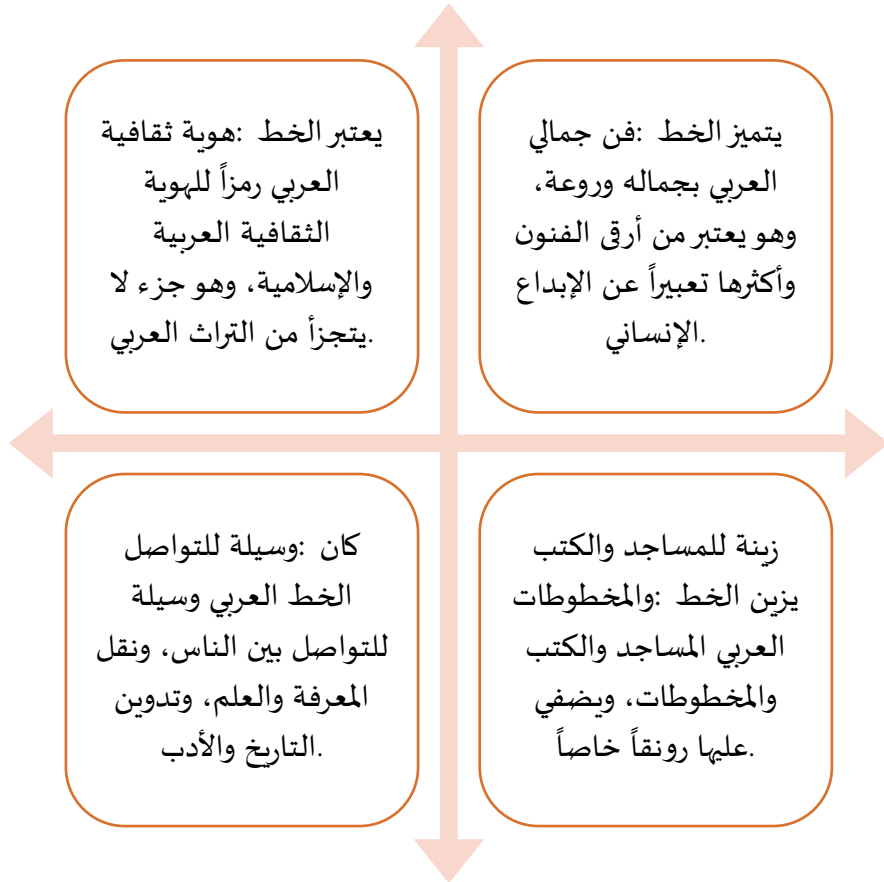 يتميز الخط :فن جمالي
العربي بجماله وروعة،
وهو يعتبر من أرقى الفنون
وأكثرها تعبيراً عن الإبداع
.الإنساني
يعتبر الخط :هوية ثقافية
العربي رمزاً للهوية
الثقافية العربية
والإسلامية، وهو جزء لا
.يتجزأ من التراث العربي
زينة للمساجد والكتب
يزين الخط :والمخطوطات
العربي المساجد والكتب
والمخطوطات، ويضفي
.عليها رونقاً خاصاً
كان :وسيلة للتواصل
الخط العربي وسيلة
للتواصل بين الناس، ونقل
المعرفة والعلم، وتدوين
.التاريخ والأدب